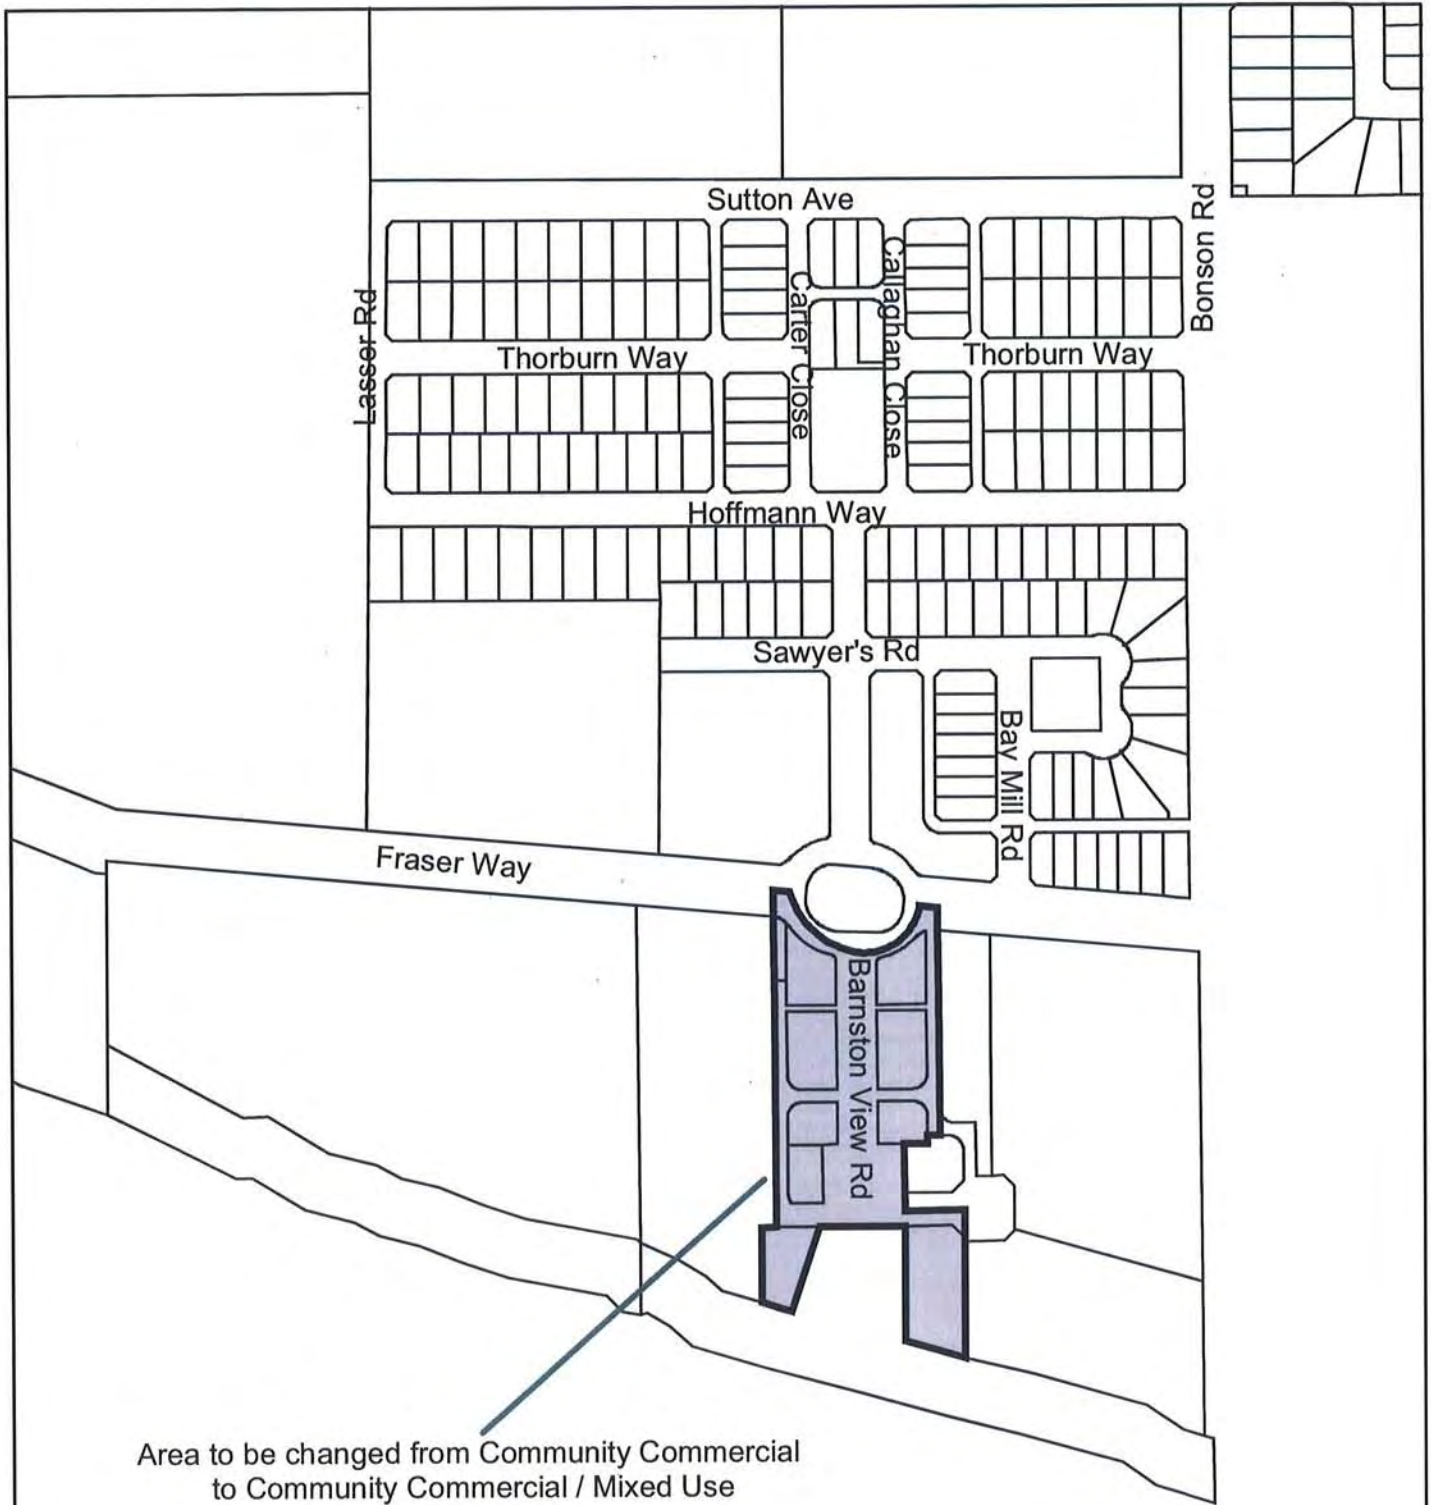 Sutton Ave
Bonson Rd
Callaghan Close
Carter Close
Lasser Rd
Thorburn Way
Thorburn Way
Hoffmann Way
Sawyer's Rd
Bay Mill Rd
Fraser Way
Barnston View Rd
Area to be changed from Community Commercial
to Community Commercial / Mixed Use